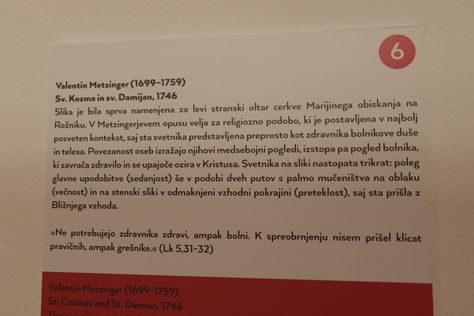 6
Valentin Metzinger (1699–1759)
Sv. Kozma in sv. Damijan, 1746
Slika je bila sprva namenjena za levi stranski oltar cerkve Marijinega obiskanja na
Rožniku. V Metzingerjevem opusu velja za religiozno podobo, ki je postavljena v najbolj
posveten kontekst, saj sta svetnika predstavljena preprosto kot zdravnika bolnikove duše
in telesa. Povezanost oseb izražajo njihovi medsebojni pogledi, izstopa pa pogled bolnika,
ki zavrača zdravilo in se upajoče ozira v Kristusa. Svetnika na sliki nastopata trikrat: poleg
glavne upodobitve (sedanjost) še v podobi dveh putov s palmo mučeništva na oblaku
(večnost) in na stenski sliki v odmaknjeni vzhodni pokrajini (preteklost), saj sta prišla z
Bližnjega vzhoda.
»Ne potrebujejo zdravnika zdravi, ampak bolni. K spreobrnjenju nisem prišel klicat
pravičnih, ampak grešnike.« (Lk 5,31–32)
Valentin Metzinger (1699–1759)
St. Cosmas and St. Damian, 1746